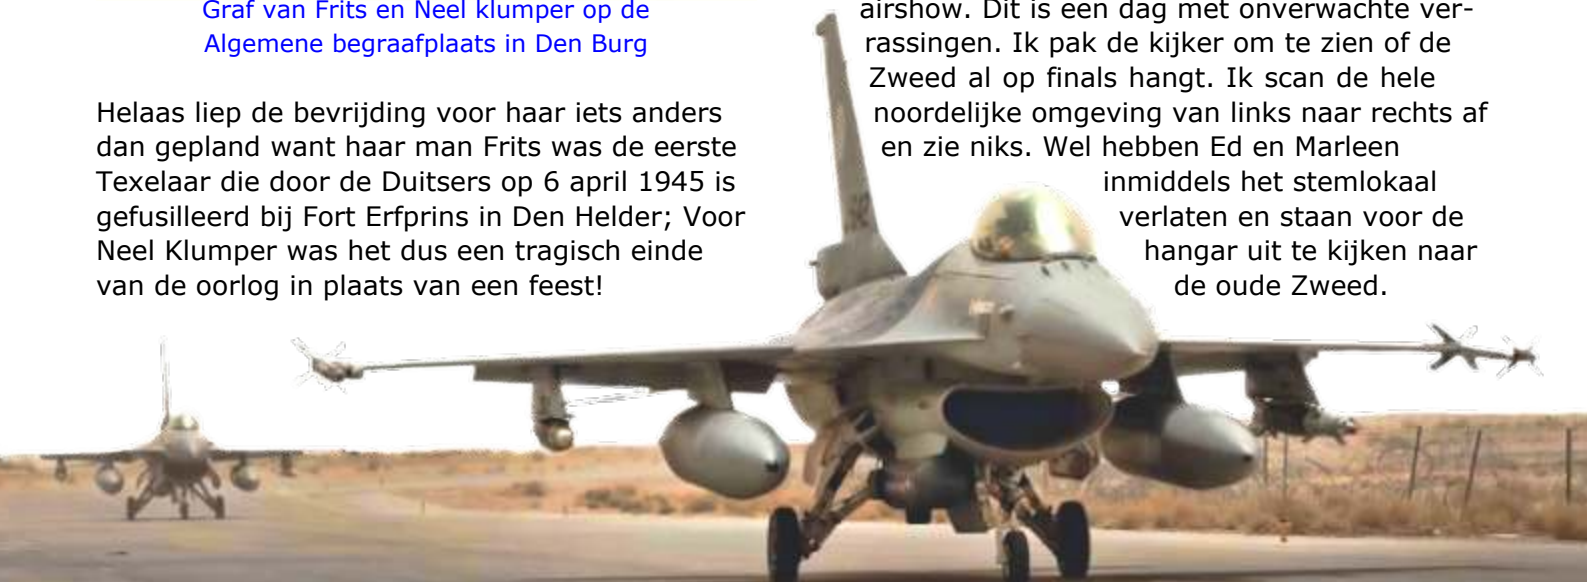 Graf van Frits en Neel klumper op de
Algemene begraafplaats in Den Burg
Helaas liep de bevrijding voor haar iets anders
dan gepland want haar man Frits was de eerste
Texelaar die door de Duitsers op 6 april 1945 is
gefusilleerd bij Fort Erfprins in Den Helder; Voor
Neel Klumper was het dus een tragisch einde
van de oorlog in plaats van een feest!
airshow. Dit is een dag met onverwachte ver-
rassingen. Ik pak de kijker om te zien of de
Zweed al op finals hangt. Ik scan de hele
noordelijke omgeving van links naar rechts af
en zie niks. Wel hebben Ed en Marleen
inmiddels het stemlokaal
verlaten en staan voor de
hangar uit te kijken naar
de oude Zweed.